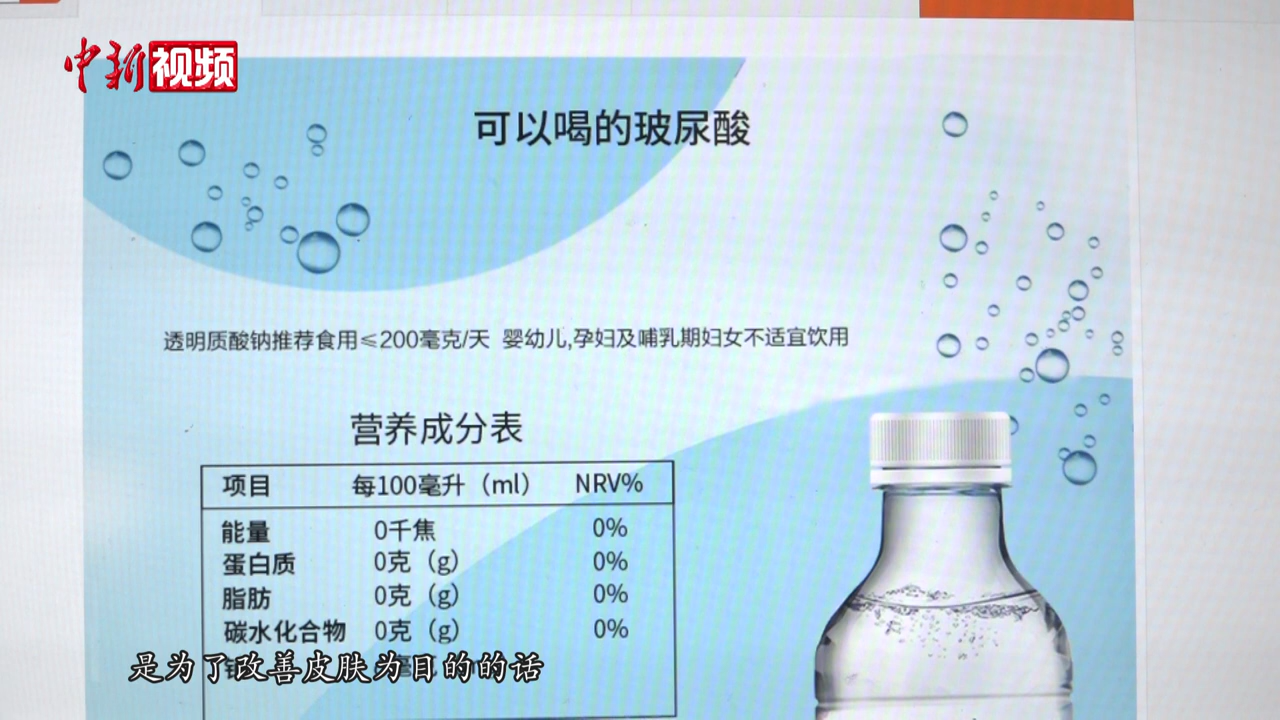 中新视频
可以喝的玻尿酸
透明质酸钠推荐食用≤200毫克/天 婴幼儿,孕妇及哺乳期妇女不适宜饮用
营养成分表
项目 每100毫升（ml） NRV%
能量 0千焦 0%
蛋白质 0克（g） 0%
脂肪 0克（g） 0%
碳水化合物 0克（g） 0%
是为了改善皮肤为目的的话